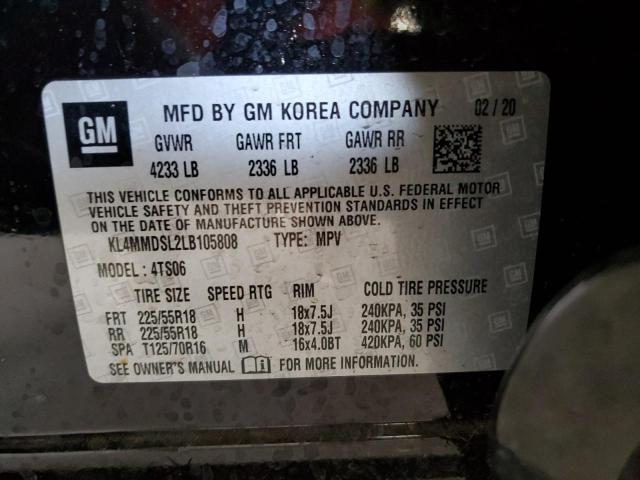 GM
MFD BY GM KOREA COMPANY 02 / 20
GVWR GAWR FRT GAWR RR
4233 LB 2336 LB 2336 LB
THIS VEHICLE CONFORMS TO ALL APPLICABLE U.S. FEDERAL MOTOR
VEHICLE SAFETY AND THEFT PREVENTION STANDARDS IN EFFECT
ON THE DATE OF MANUFACTURE SHOWN ABOVE.
KL4MMDSL2LB105808 TYPE: MPV
MODEL: 4TS06
TIRE SIZE SPEED RTG RIM COLD TIRE PRESSURE
FRT 225/55R18 H 18x7.5J 240KPA, 35 PSI
RR 225/55R18 H 18x7.5J 240KPA, 35 PSI
SPA T125/70R16 M 16x4.0BT 420KPA, 60 PSI
SEE OWNER'S MANUAL FOR MORE INFORMATION.